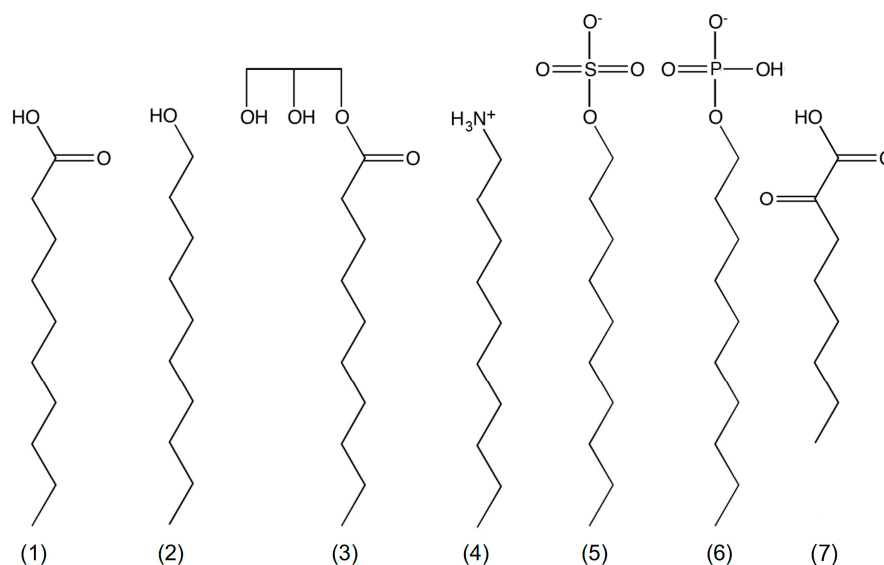 O-
O-
O=S=O
O=P-OH
HO
HO
OH
OH
O
O
H3N+
O
O
HO
O
O
O
(1) (2) (3) (4) (5) (6) (7)